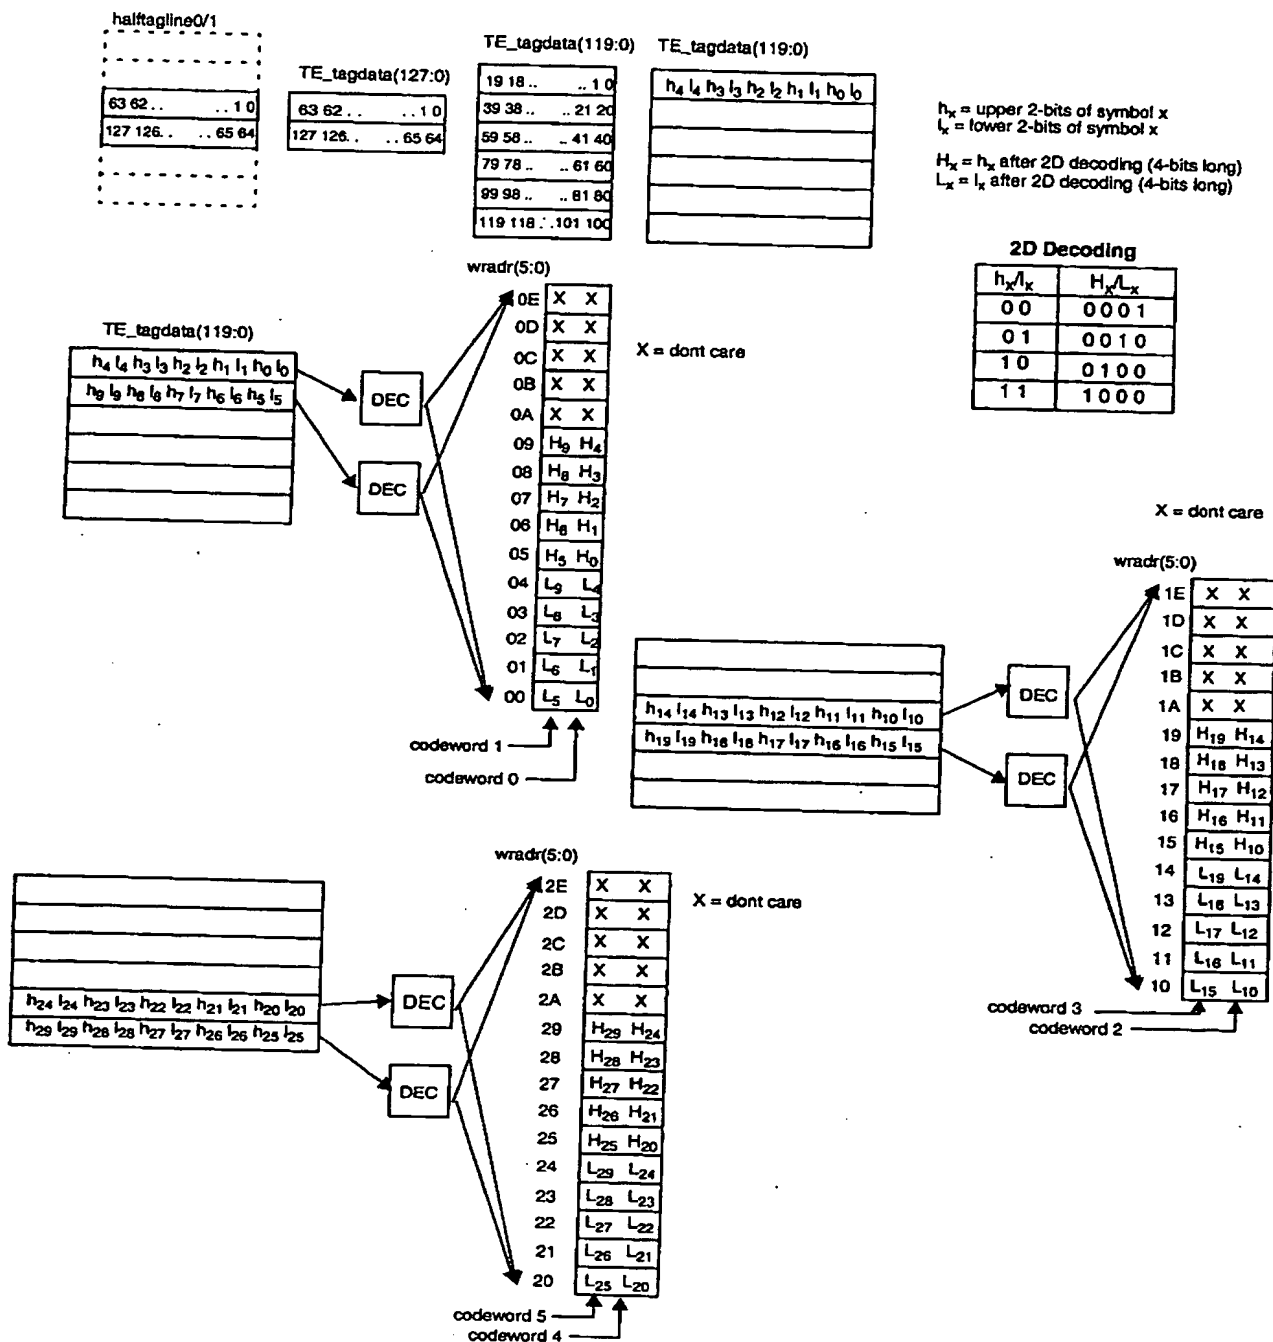 halftagline0/1
63 62 . . . . 1 0
127 126. . . . 65 64
TE_tagdata(127:0)
63 62 . . . . 1 0
127 126. . . . 65 64
TE_tagdata(119:0)
19 18 .. .. 1 0
39 38 .. .. 21 20
59 58 .. .. 41 40
79 78 .. .. 61 60
99 98 .. .. 81 80
119 118 . . .101 100
TE_tagdata(119:0)
h4 l4 h3 l3 h2 l2 h1 l1 h0 l0
hx = upper 2-bits of symbol x
lx = lower 2-bits of symbol x
Hx = hx after 2D decoding (4-bits long)
Lx = lx after 2D decoding (4-bits long)
2D Decoding
hx/lx Hx/Lx
0 0 0 0 0 1
0 1 0 0 1 0
1 0 0 1 0 0
1 1 1 0 0 0
TE_tagdata(119:0)
h4 l4 h3 l3 h2 l2 h1 l1 h0 l0
h9 l9 h8 l8 h7 l7 h6 l6 h5 l5
DEC
DEC
wradr(5:0)
0E X X
0D X X
0C X X
0B X X
0A X X
09 H9 H4
08 H8 H3
07 H7 H2
06 H6 H1
05 H5 H0
04 L9 L4
03 L8 L3
02 L7 L2
01 L6 L1
00 L5 L0
X = dont care
codeword 1
codeword 0
h14 l14 h13 l13 h12 l12 h11 l11 h10 l10
h19 l19 h18 l18 h17 l17 h16 l16 h15 l15
DEC
DEC
X = dont care
wradr(5:0)
1E X X
1D X X
1C X X
1B X X
1A X X
19 H19 H14
18 H18 H13
17 H17 H12
16 H16 H11
15 H15 H10
14 L19 L14
13 L18 L13
12 L17 L12
11 L16 L11
10 L15 L10
codeword 3
codeword 2
h24 l24 h23 l23 h22 l22 h21 l21 h20 l20
h29 l29 h28 l28 h27 l27 h26 l26 h25 l25
DEC
DEC
wradr(5:0)
2E X X
2D X X
2C X X
2B X X
2A X X
29 H29 H24
28 H28 H23
27 H27 H22
26 H26 H21
25 H25 H20
24 L29 L24
23 L28 L23
22 L27 L22
21 L26 L21
20 L25 L20
X = dont care
codeword 5
codeword 4